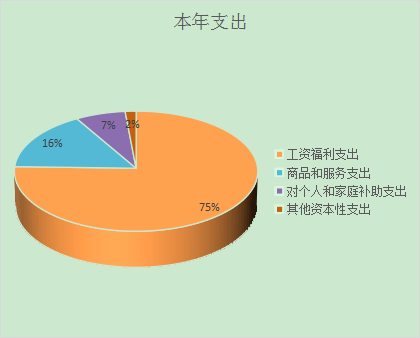 本年支出
2%
7%
16%
75%
工资福利支出
商品和服务支出
对个人和家庭补助支出
其他资本性支出